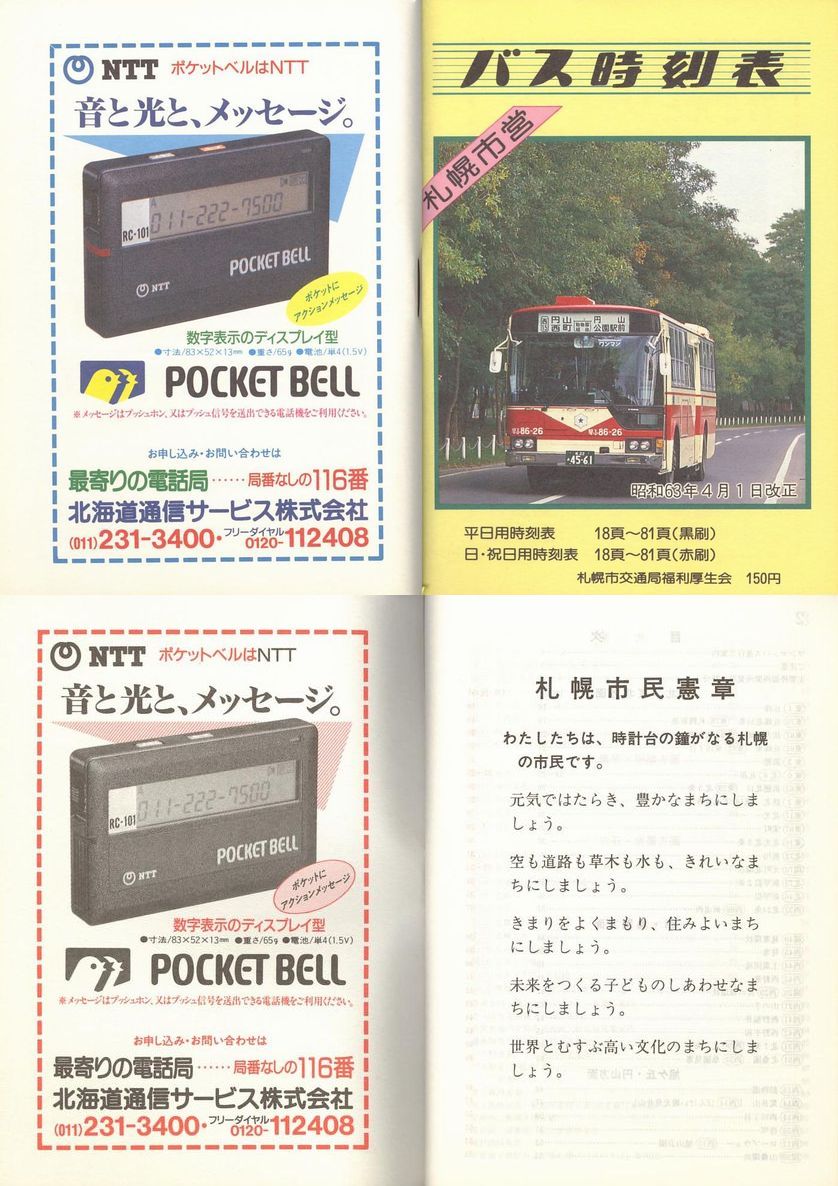 NTT ポケットベルはNTT
音と光と、メッセージ。
A
011-222-7500
RC-101
POCKET BELL
NTT
ポケットに
アクションメッセージ
数字表示のディスプレイ型
●寸法/83×52×13mm ●重さ/65g ●電池/単4(1.5V)
POCKET BELL
※メッセージはプッシュホン、又はプッシュ信号を送出できる電話機をご利用ください。
お申し込み・お問い合わせは
最寄りの電話局……局番なしの116番
北海道通信サービス株式会社
(011)231-3400・フリーダイヤル0120-112408
バス時刻表
札幌市営
円山 円山
西町 公園駅前
ワンマン
86-26 86-26
45-61
昭和63年4月1日改正
平日用時刻表 18頁〜81頁(黒刷)
日・祝日用時刻表 18頁〜81頁(赤刷)
札幌市交通局福利厚生会 150円
NTT ポケットベルはNTT
音と光と、メッセージ。
A
011-222-7500
RC-101
POCKET BELL
NTT
ポケットに
アクションメッセージ
数字表示のディスプレイ型
●寸法/83×52×13mm ●重さ/65g ●電池/単4(1.5V)
POCKET BELL
※メッセージはプッシュホン、又はプッシュ信号を送出できる電話機をご利用ください。
お申し込み・お問い合わせは
最寄りの電話局……局番なしの116番
北海道通信サービス株式会社
(011)231-3400・フリーダイヤル0120-112408
札幌市民憲章
わたしたちは、時計台の鐘がなる札幌
の市民です。
元気ではたらき、豊かなまちにしま
しょう。
空も道路も草木も水も、きれいなま
ちにしましょう。
きまりをよくまもり、住みよいまち
にしましょう。
未来をつくる子どものしあわせなま
ちにしましょう。
世界とむすぶ高い文化のまちにしま
しょう。